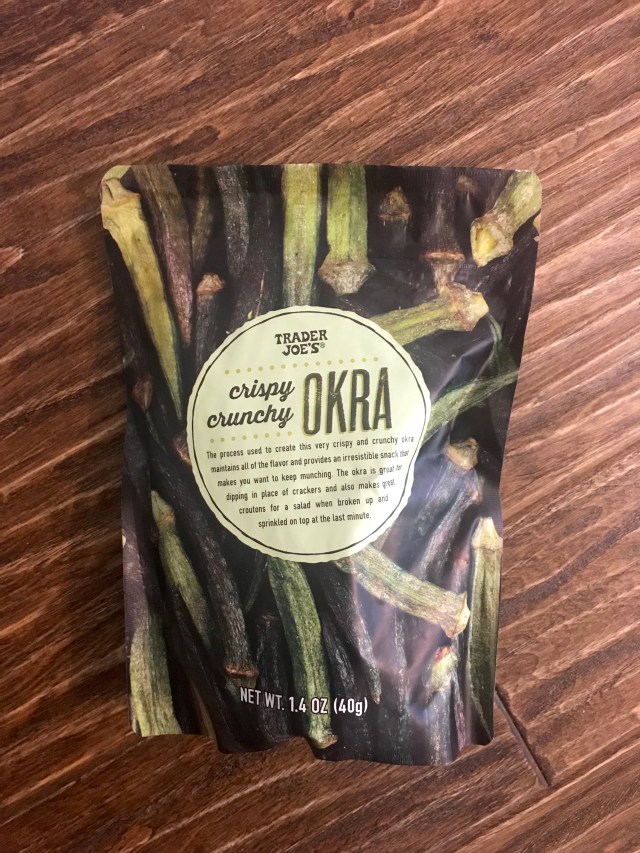 TRADER
JOE'S®
crispy
crunchy OKRA
The process used to create this very crispy and crunchy okra
maintains all of the flavor and provides an irresistible snack that
makes you want to keep munching. The okra is great for
dipping in place of crackers and also makes great
croutons for a salad when broken up and
sprinkled on top at the last minute.
NET WT. 1.4 OZ (40g)